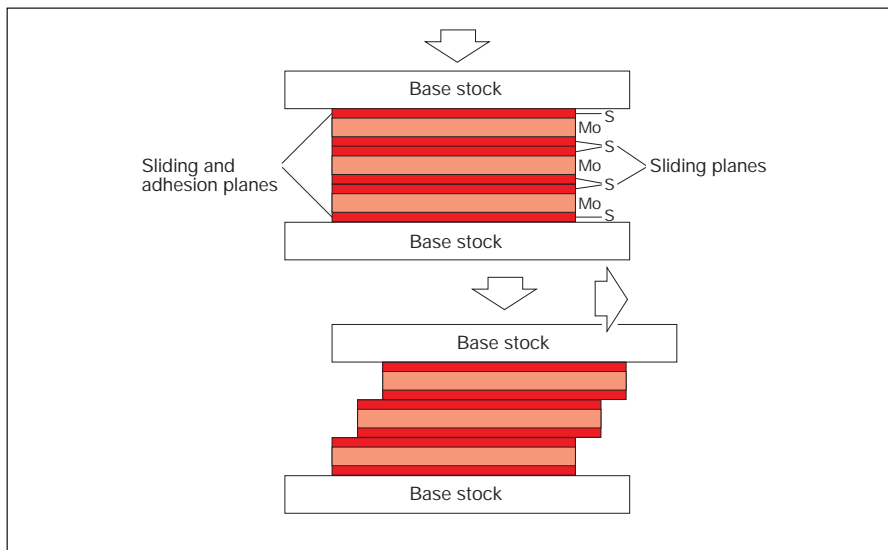 Base stock
S
Mo
S
Sliding and
adhesion planes
Mo
Sliding planes
S
Mo
S
Base stock
Base stock
Base stock